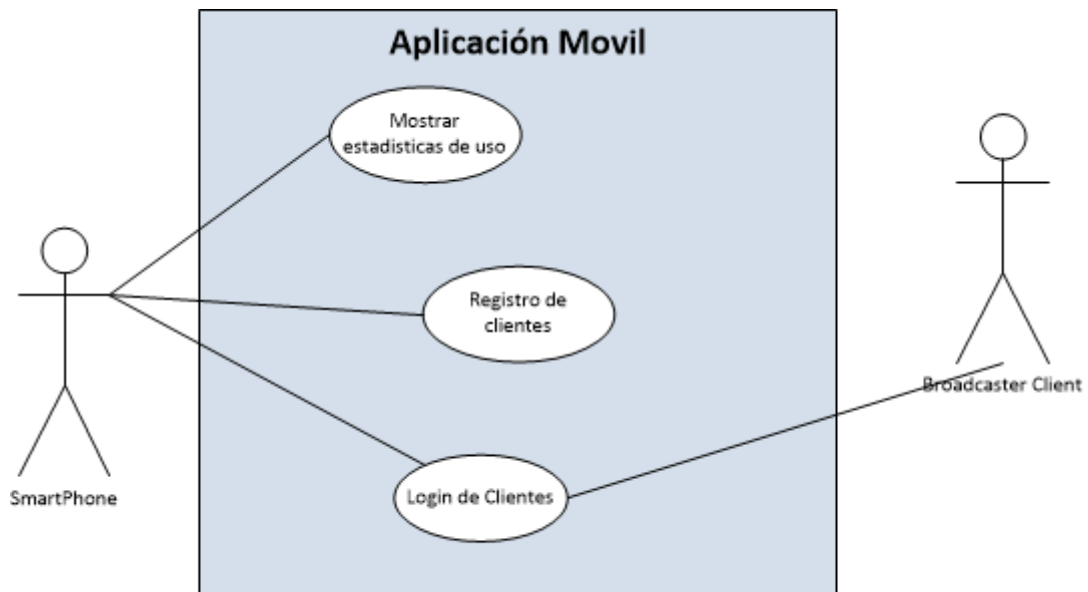 Aplicación Movil
Mostrar
estadisticas de uso
Registro de
clientes
Broadcaster Client
Login de Clientes
SmartPhone